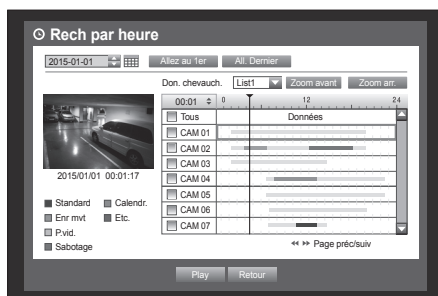 Rech par heure
2015-01-01 Allez au 1er All. Dernier
Don. chevauch. List1 Zoom avant Zoom arr.
00:01 0 12 24
Tous Données
CAM 01
CAM 02
CAM 03
CAM 04
CAM 05
CAM 06
CAM 07
2015/01/01 00:01:17
Standard Calendr.
Enr mvt Etc.
P.vid.
Sabotage
Page préc/suiv
Play Retour